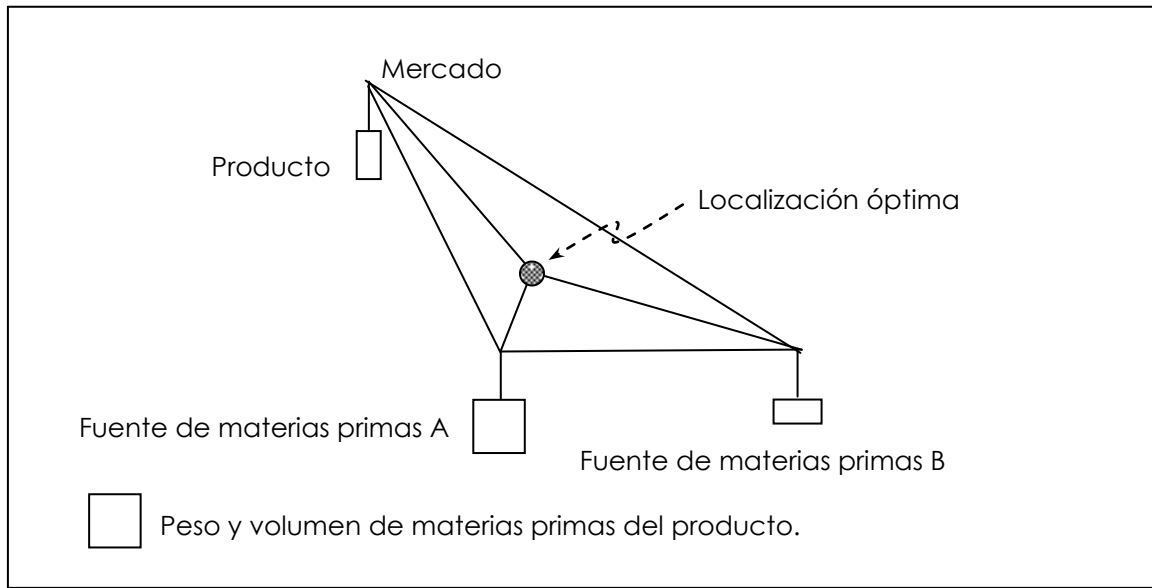 Mercado
Producto
Localización óptima
Fuente de materias primas A
Fuente de materias primas B
Peso y volumen de materias primas del producto.